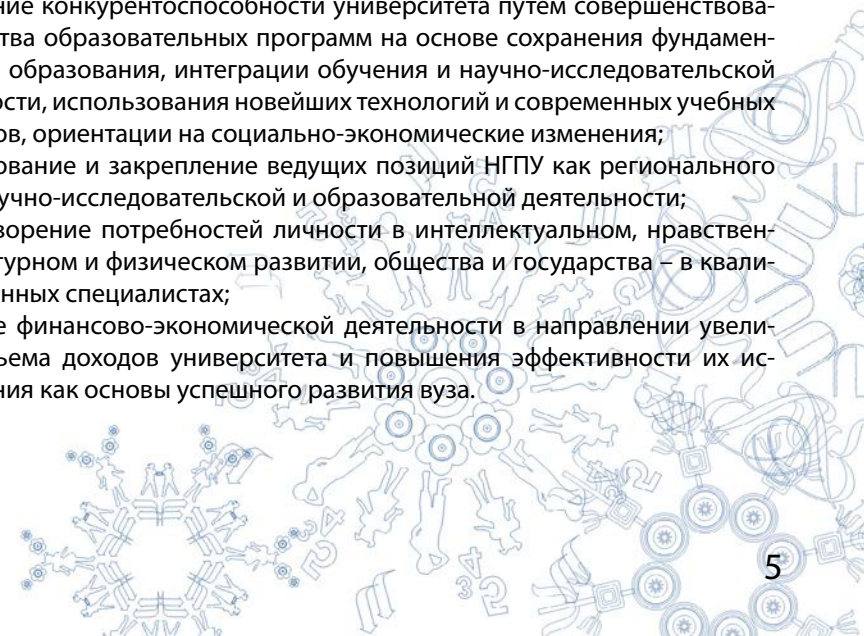 ние конкурентоспособности университета путем совершенствова-
тва образовательных программ на основе сохранения фундамен-
образования, интеграции обучения и научно-исследовательской
ости, использования новейших технологий и современных учебных
ов, ориентации на социально-экономические изменения;
ование и закрепление ведущих позиций НГПУ как регионального
учно-исследовательской и образовательной деятельности;
ворение потребностей личности в интеллектуальном, нравствен-
турном и физическом развитии, общества и государства – в квали-
нных специалистах;
е финансово-экономической деятельности в направлении увели-
ъема доходов университета и повышения эффективности их ис-
ния как основы успешного развития вуза.
5